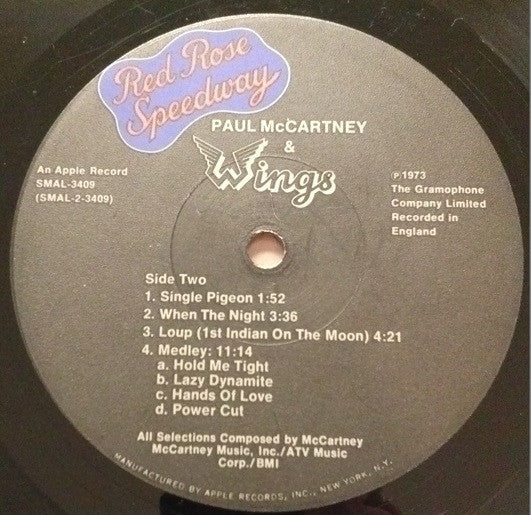 Red Rose
Speedway
PAUL McCARTNEY
&
Wings
An Apple Record
SMAL-3409
(SMAL-2-3409)
℗1973
The Gramophone
Company Limited
Recorded in
England
Side Two
1. Single Pigeon 1:52
2. When The Night 3:36
3. Loup (1st Indian On The Moon) 4:21
4. Medley: 11:14
a. Hold Me Tight
b. Lazy Dynamite
c. Hands Of Love
d. Power Cut
All Selections Composed by McCartney
McCartney Music, Inc./ATV Music
Corp./BMI
MANUFACTURED BY APPLE RECORDS, INC., NEW YORK, N.Y.